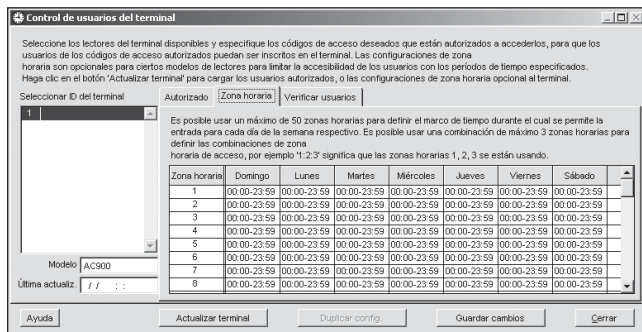 Control de usuarios del terminal
Seleccione los lectores del terminal disponibles y especifique los códigos de acceso deseados que están autorizados a accederlos, para que los
usuarios de los códigos de acceso autorizados puedan ser inscritos en el terminal. Las configuraciones de zona
horaria son opcionales para ciertos modelos de lectores para limitar la accesibilidad de los usuarios con los períodos de tiempo especificados.
Haga clic en el botón 'Actualizar terminal' para cargar los usuarios autorizados, o las configuraciones de zona horaria opcional al terminal.
Seleccionar ID del terminal
1
Modelo AC900
Última actualiz. / / : :
Autorizado Zona horaria Verificar usuarios
Es posible usar un máximo de 50 zonas horarias para definir el marco de tiempo durante el cual se permite la
entrada para cada día de la semana respectivo. Es posible usar una combinación de máximo 3 zonas horarias para
definir las combinaciones de zona
horaria de acceso, por ejemplo '1:2:3' significa que las zonas horarias 1, 2, 3 se están usando.
Zona horaria Domingo Lunes Martes Miércoles Jueves Viernes Sábado
1 00:00-23:59 00:00-23:59 00:00-23:59 00:00-23:59 00:00-23:59 00:00-23:59 00:00-23:59
2 00:00-23:59 00:00-23:59 00:00-23:59 00:00-23:59 00:00-23:59 00:00-23:59 00:00-23:59
3 00:00-23:59 00:00-23:59 00:00-23:59 00:00-23:59 00:00-23:59 00:00-23:59 00:00-23:59
4 00:00-23:59 00:00-23:59 00:00-23:59 00:00-23:59 00:00-23:59 00:00-23:59 00:00-23:59
5 00:00-23:59 00:00-23:59 00:00-23:59 00:00-23:59 00:00-23:59 00:00-23:59 00:00-23:59
6 00:00-23:59 00:00-23:59 00:00-23:59 00:00-23:59 00:00-23:59 00:00-23:59 00:00-23:59
7 00:00-23:59 00:00-23:59 00:00-23:59 00:00-23:59 00:00-23:59 00:00-23:59 00:00-23:59
8 00:00-23:59 00:00-23:59 00:00-23:59 00:00-23:59 00:00-23:59 00:00-23:59 00:00-23:59
Ayuda Actualizar terminal Duplicar config. Guardar cambios Cerrar